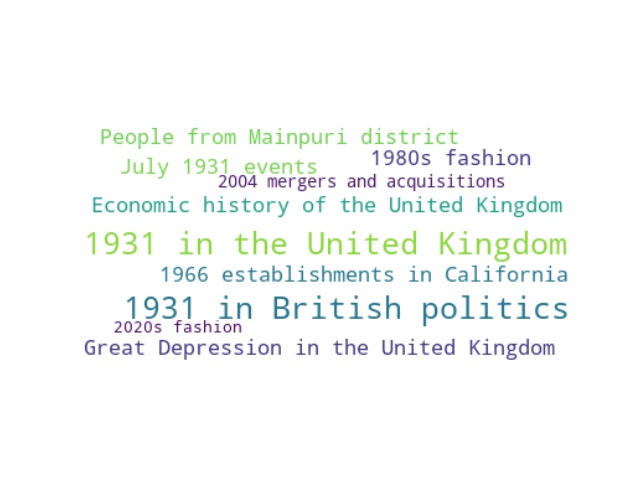 People from Mainpuri district
1980s fashion
July 1931 events
2004 mergers and acquisitions
Economic history of the United Kingdom
1931 in the United Kingdom
1966 establishments in California
1931 in British politics
2020s fashion
Great Depression in the United Kingdom